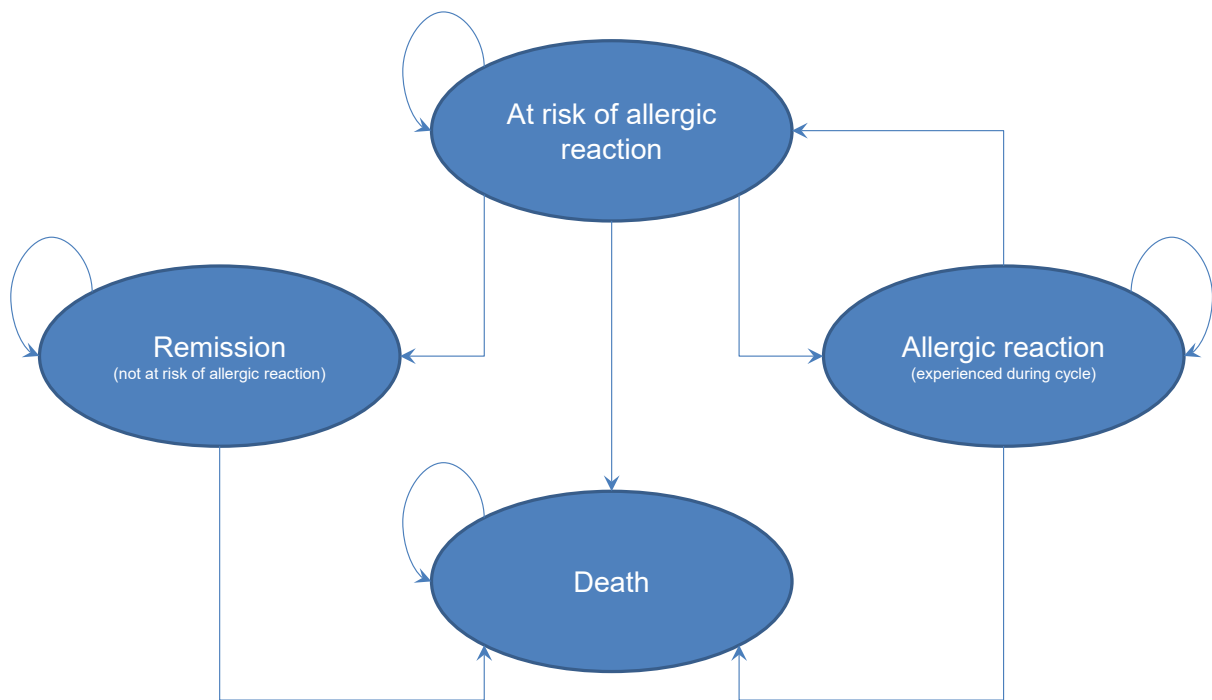 At risk of allergic
reaction
Remission
(not at risk of allergic reaction)
Allergic reaction
(experienced during cycle)
Death